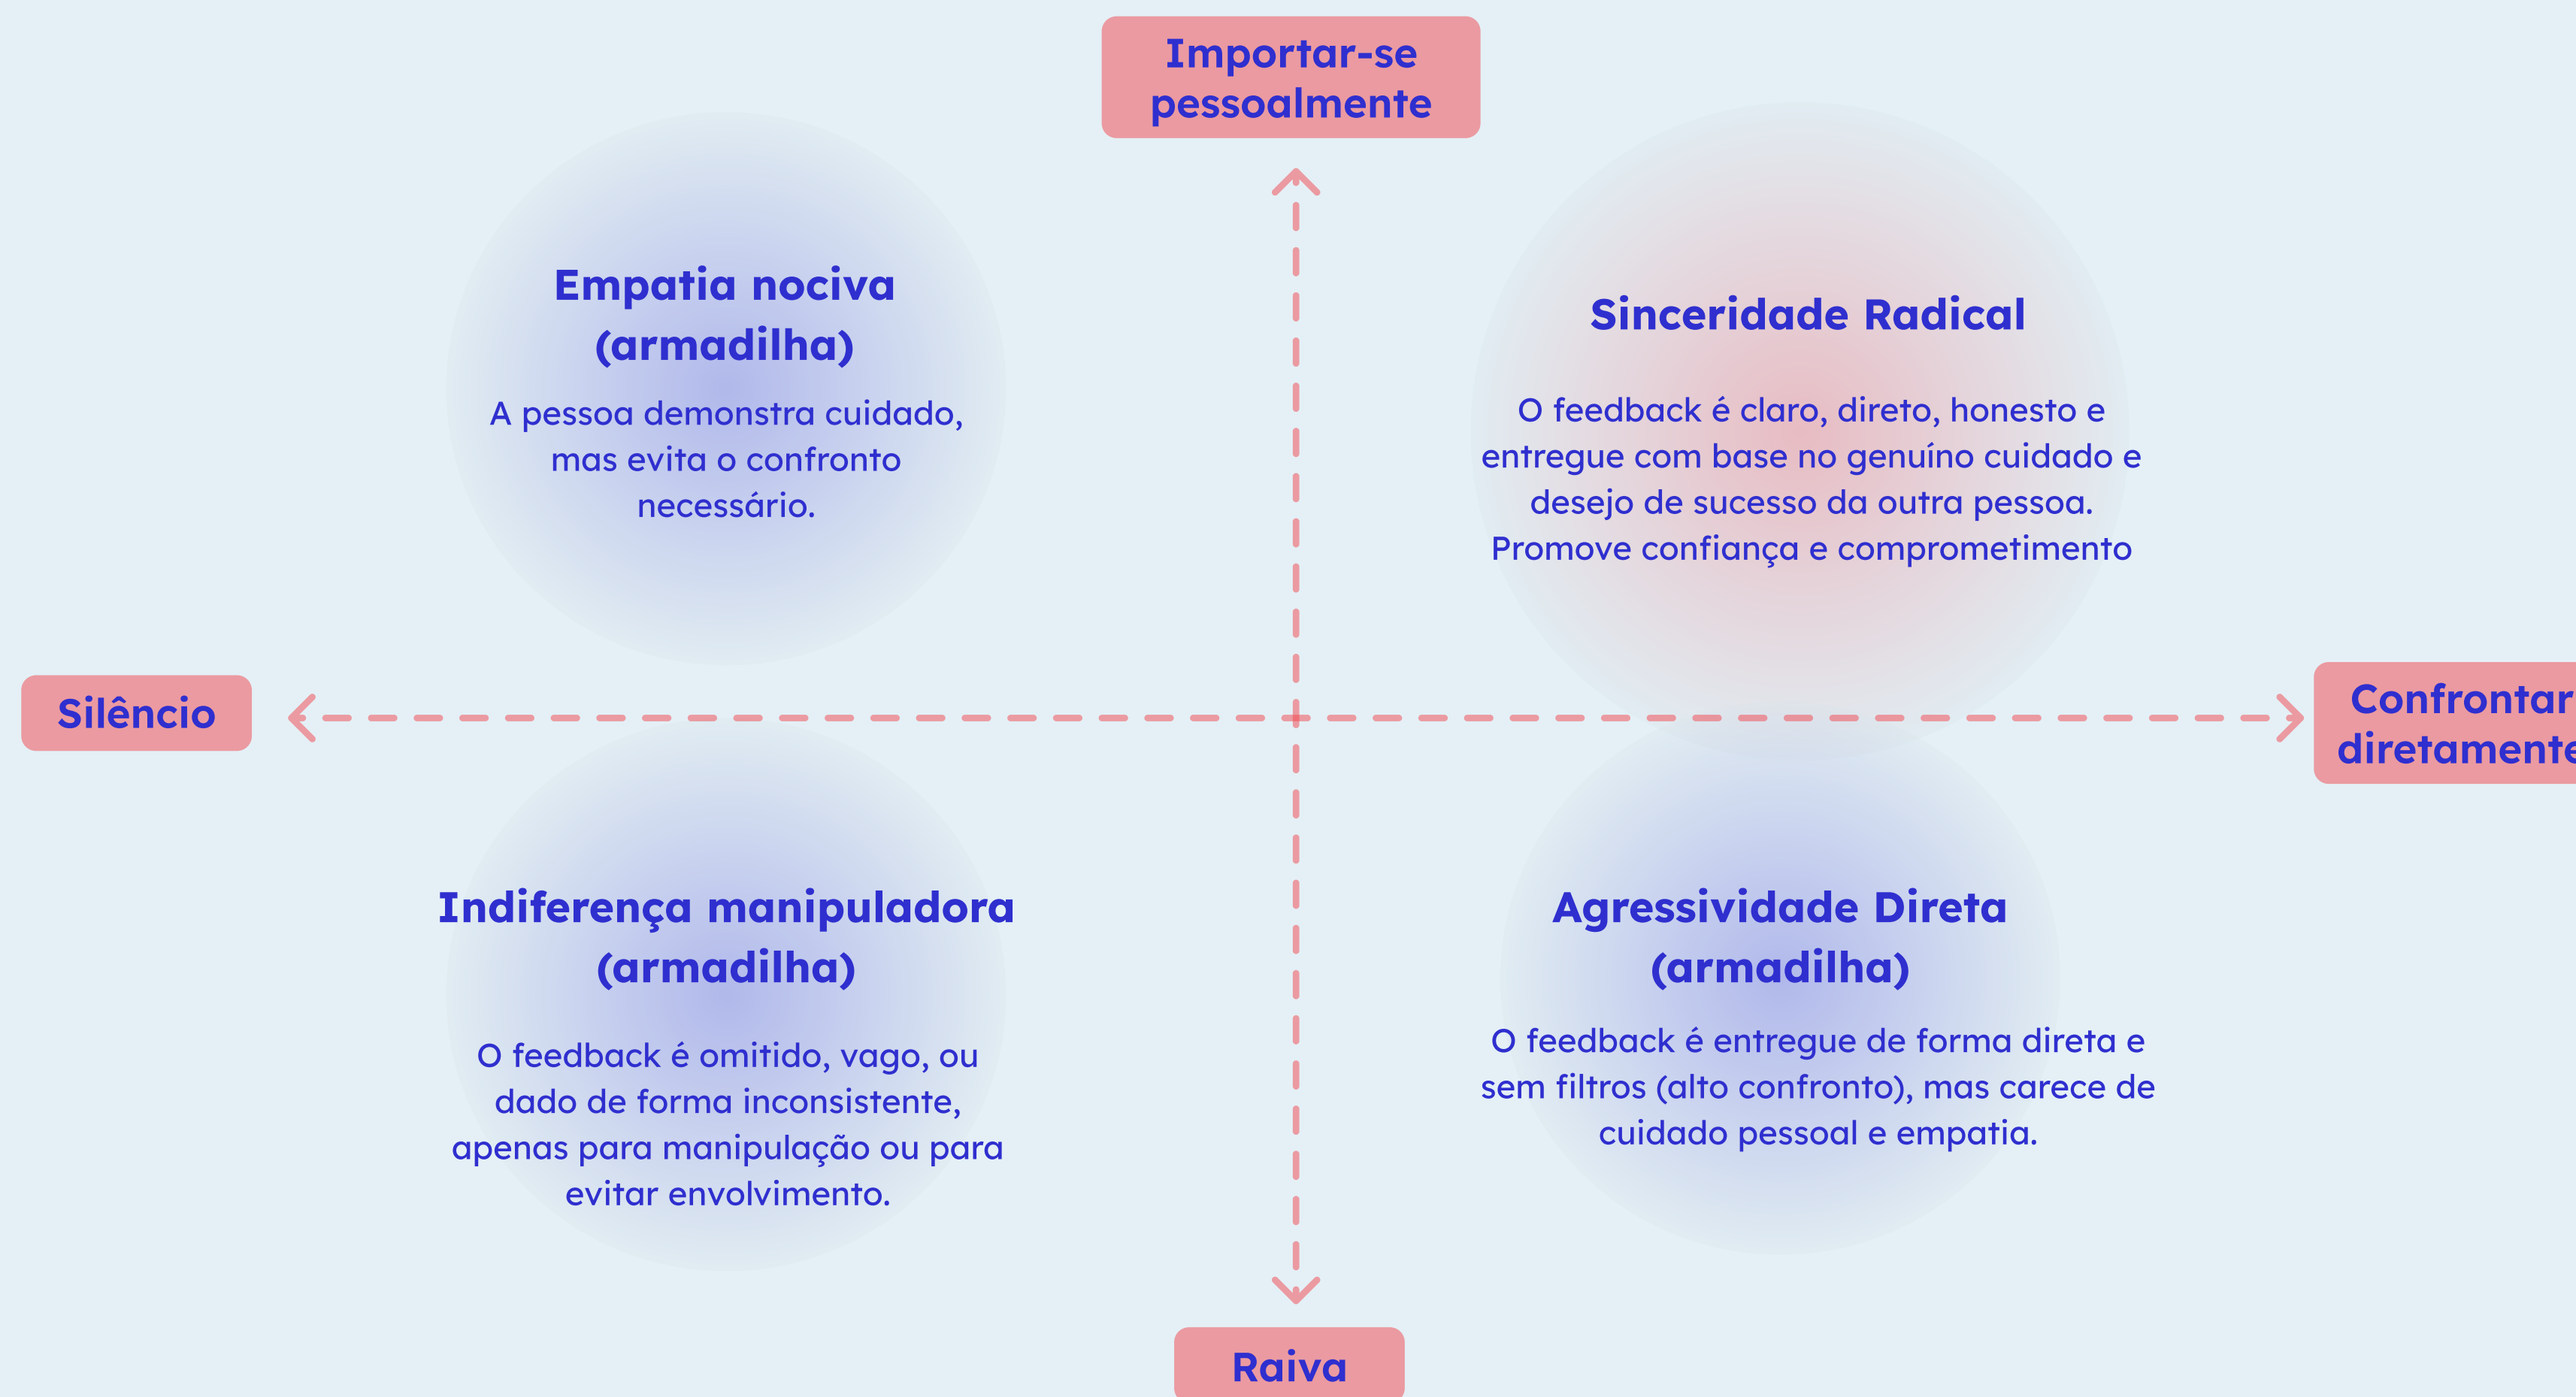 Importar-se
pessoalmente
Empatia nociva
(armadilha)
A pessoa demonstra cuidado,
mas evita o confronto
necessário.
Sinceridade Radical
O feedback é claro, direto, honesto e
entregue com base no genuíno cuidado e
desejo de sucesso da outra pessoa.
Promove confiança e comprometimento
Silêncio
Confrontar
diretamente
Indiferença manipuladora
(armadilha)
O feedback é omitido, vago, ou
dado de forma inconsistente,
apenas para manipulação ou para
evitar envolvimento.
Agressividade Direta
(armadilha)
O feedback é entregue de forma direta e
sem filtros (alto confronto), mas carece de
cuidado pessoal e empatia.
Raiva